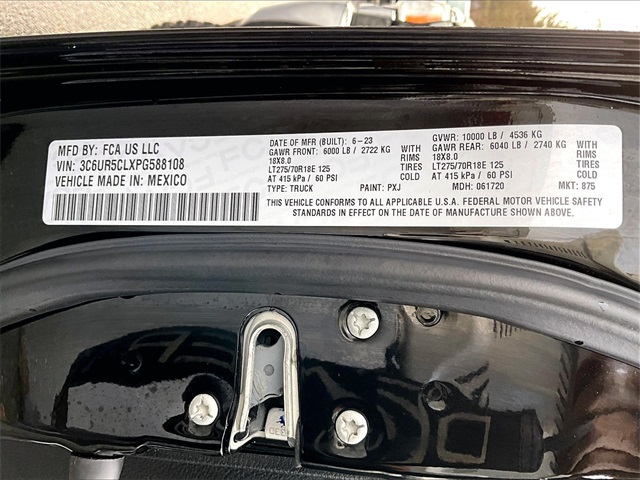 MFD BY: FCA US LLC
VIN: 3C6UR5CLXPG588108
VEHICLE MADE IN: MEXICO
DATE OF MFR (BUILT): 6-23
GAWR FRONT: 6000 LB / 2722 KG WITH
18X8.0 RIMS
LT275/70R18E 125 TIRES
AT 415 kPa / 60 PSI
TYPE: TRUCK PAINT: PXJ
GVWR: 10000 LB / 4536 KG
GAWR REAR: 6040 LB / 2740 KG WITH
18X8.0 RIMS
LT275/70R18E 125 TIRES
AT 415 kPa / 60 PSI
MDH: 061720 MKT: 875
THIS VEHICLE CONFORMS TO ALL APPLICABLE U.S.A. FEDERAL MOTOR VEHICLE SAFETY
STANDARDS IN EFFECT ON THE DATE OF MANUFACTURE SHOWN ABOVE